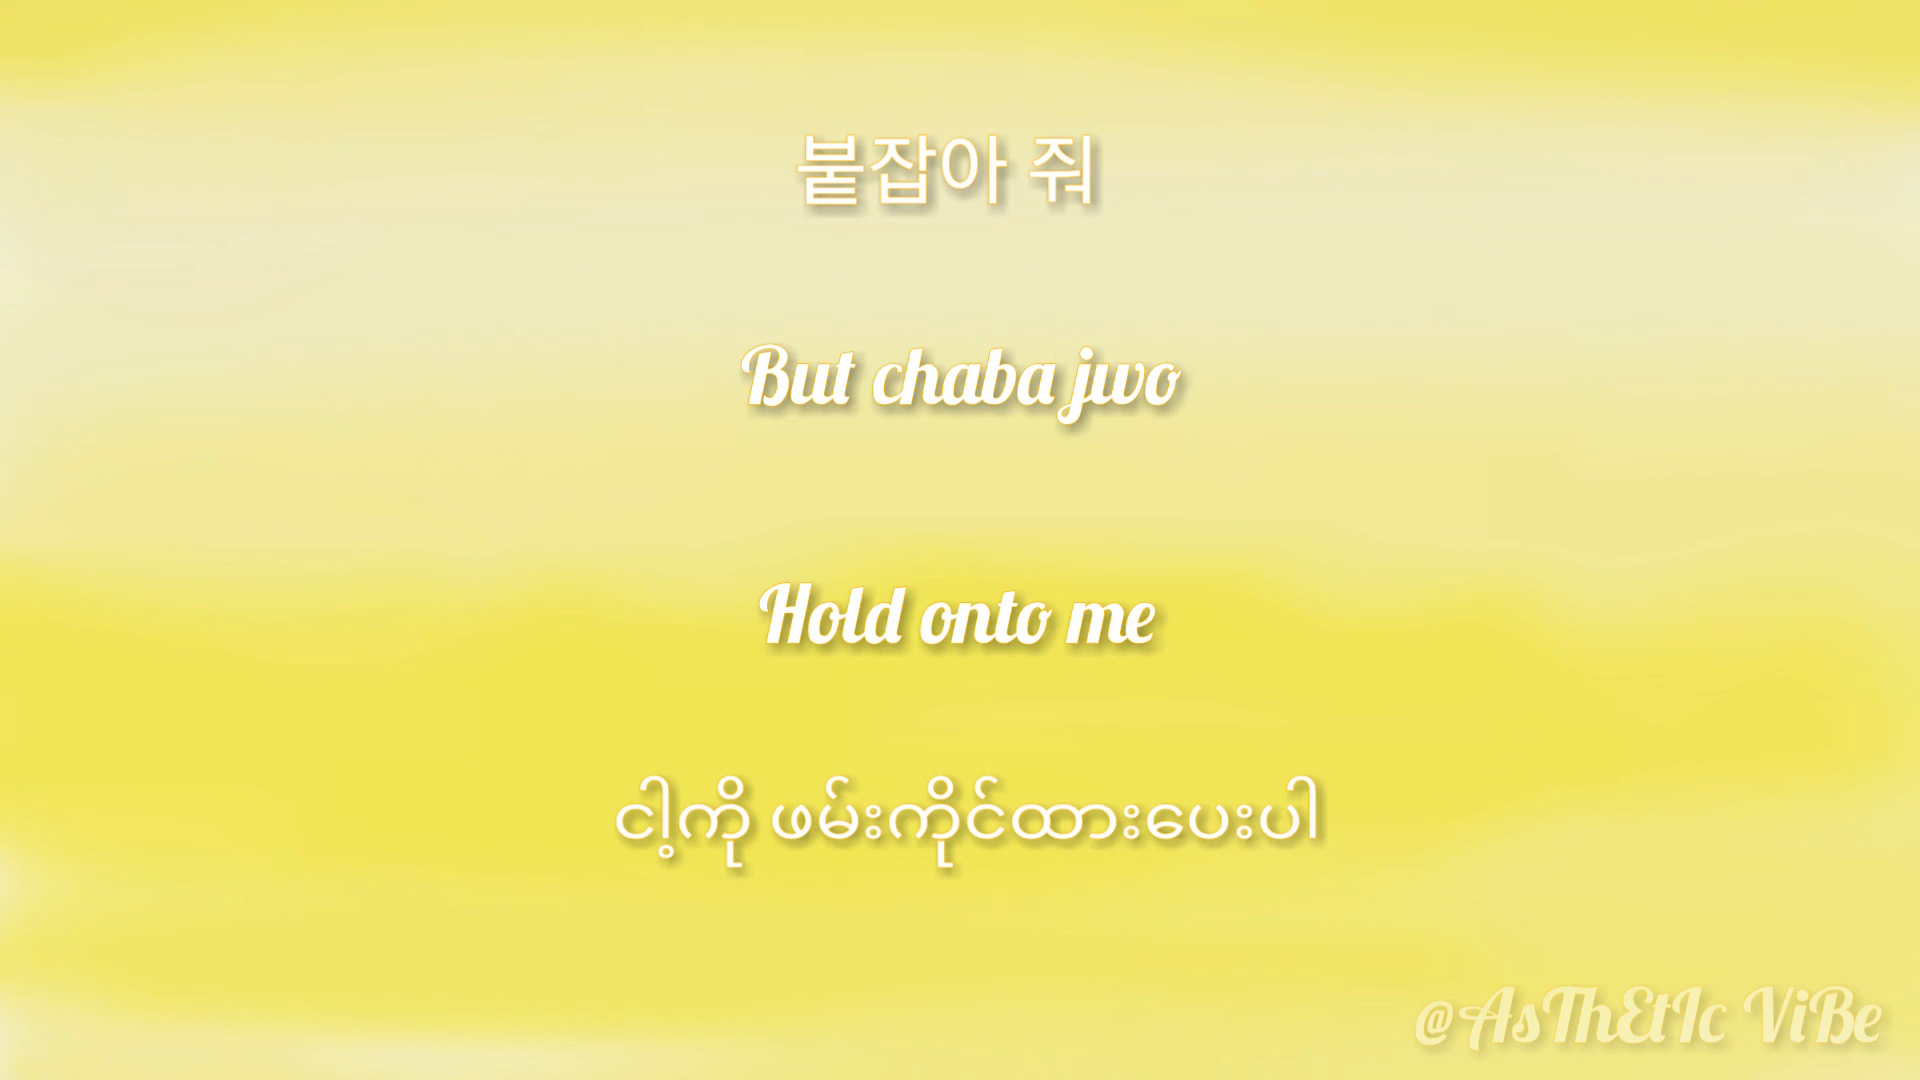 붙잡아 줘
But chaba jwo
Hold onto me
ငါ့ကို ဖမ်းကိုင်ထားပေးပါ
@AsThEtIc ViBe